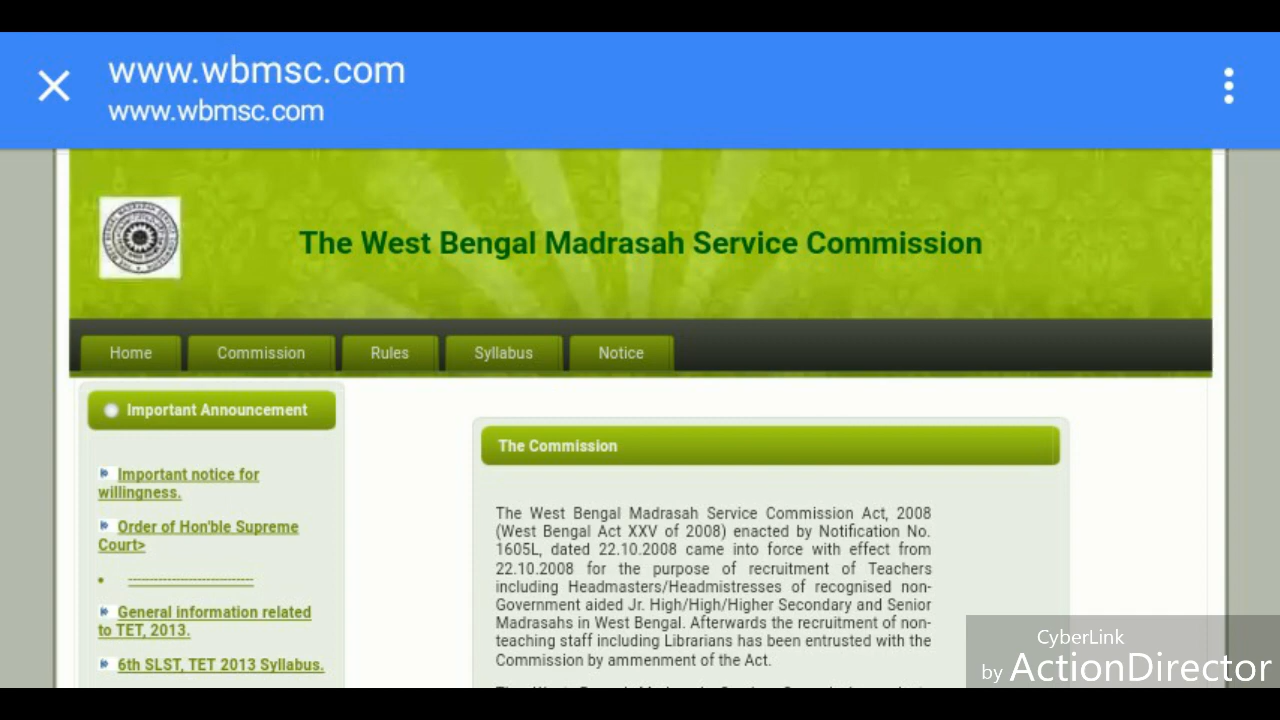 www.wbmsc.com
www.wbmsc.com
The West Bengal Madrasah Service Commission
Home
Commission
Rules
Syllabus
Notice
Important Announcement
Important notice for
willingness.
Order of Hon'ble Supreme
Court>
----------------------------
General information related
to TET, 2013.
6th SLST, TET 2013 Syllabus.
The Commission
The West Bengal Madrasah Service Commission Act, 2008
(West Bengal Act XXV of 2008) enacted by Notification No.
1605L, dated 22.10.2008 came into force with effect from
22.10.2008 for the purpose of recruitment of Teachers
including Headmasters/Headmistresses of recognised non-
Government aided Jr. High/High/Higher Secondary and Senior
Madrasahs in West Bengal. Afterwards the recruitment of non-
teaching staff including Librarians has been entrusted with the
Commission by ammenment of the Act.
CyberLink
by ActionDirector